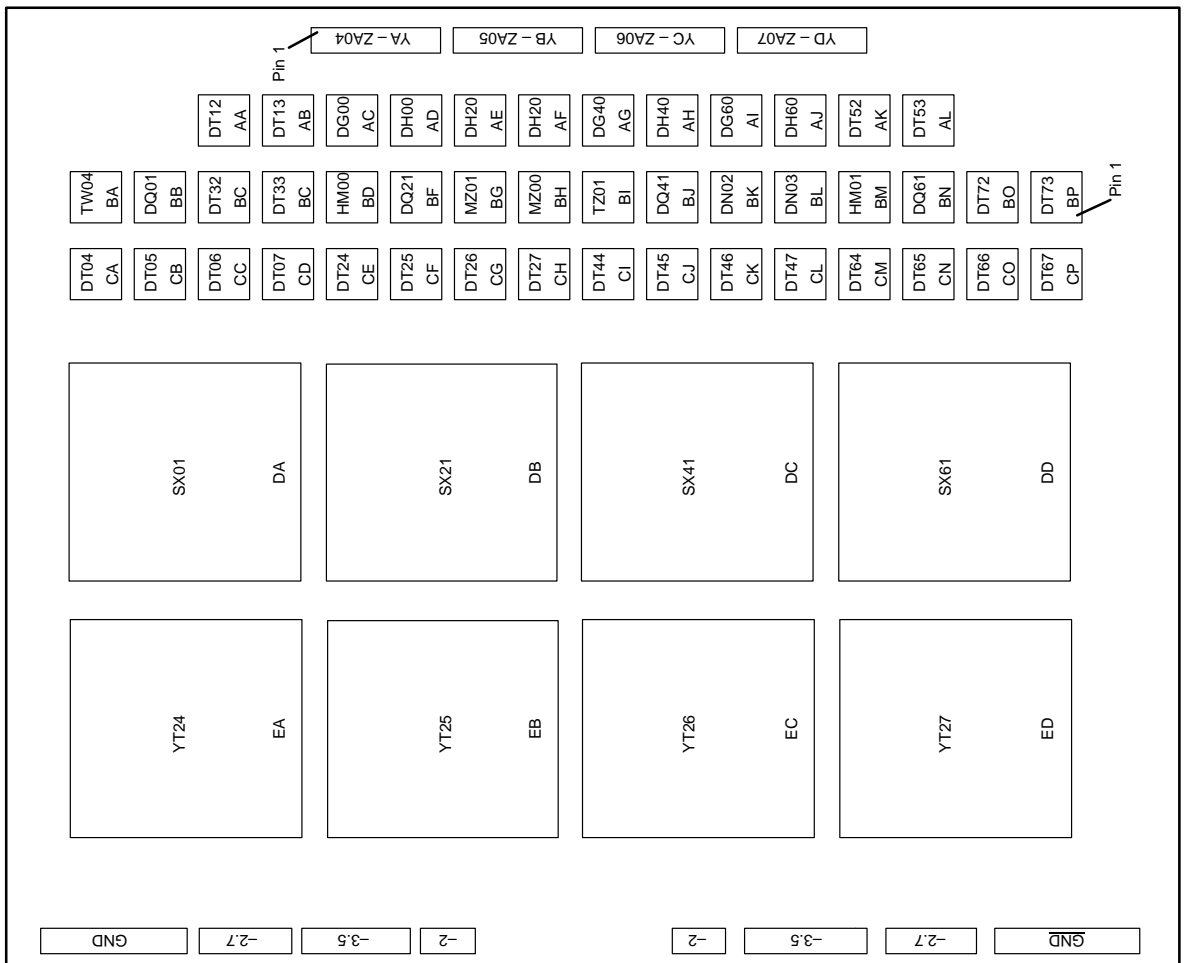 YA – ZA04
YB – ZA05
YC – ZA06
YD – ZA07
Pin 1
DT12 AA
DT13 AB
DG00 AC
DH00 AD
DH20 AE
DH20 AF
DG40 AG
DH40 AH
DG60 AI
DH60 AJ
DT52 AK
DT53 AL
TW04 BA
DQ01 BB
DT32 BC
DT33 BC
HM00 BD
DQ21 BF
MZ01 BG
MZ00 BH
TZ01 BI
DQ41 BJ
DN02 BK
DN03 BL
HM01 BM
DQ61 BN
DT72 BO
DT73 BP
Pin 1
DT04 CA
DT05 CB
DT06 CC
DT07 CD
DT24 CE
DT25 CF
DT26 CG
DT27 CH
DT44 CI
DT45 CJ
DT46 CK
DT47 CL
DT64 CM
DT65 CN
DT66 CO
DT67 CP
SX01 DA
SX21 DB
SX41 DC
SX61 DD
YT24 EA
YT25 EB
YT26 EC
YT27 ED
GND
–2.7
–3.5
–2
–2
–3.5
–2.7
GND